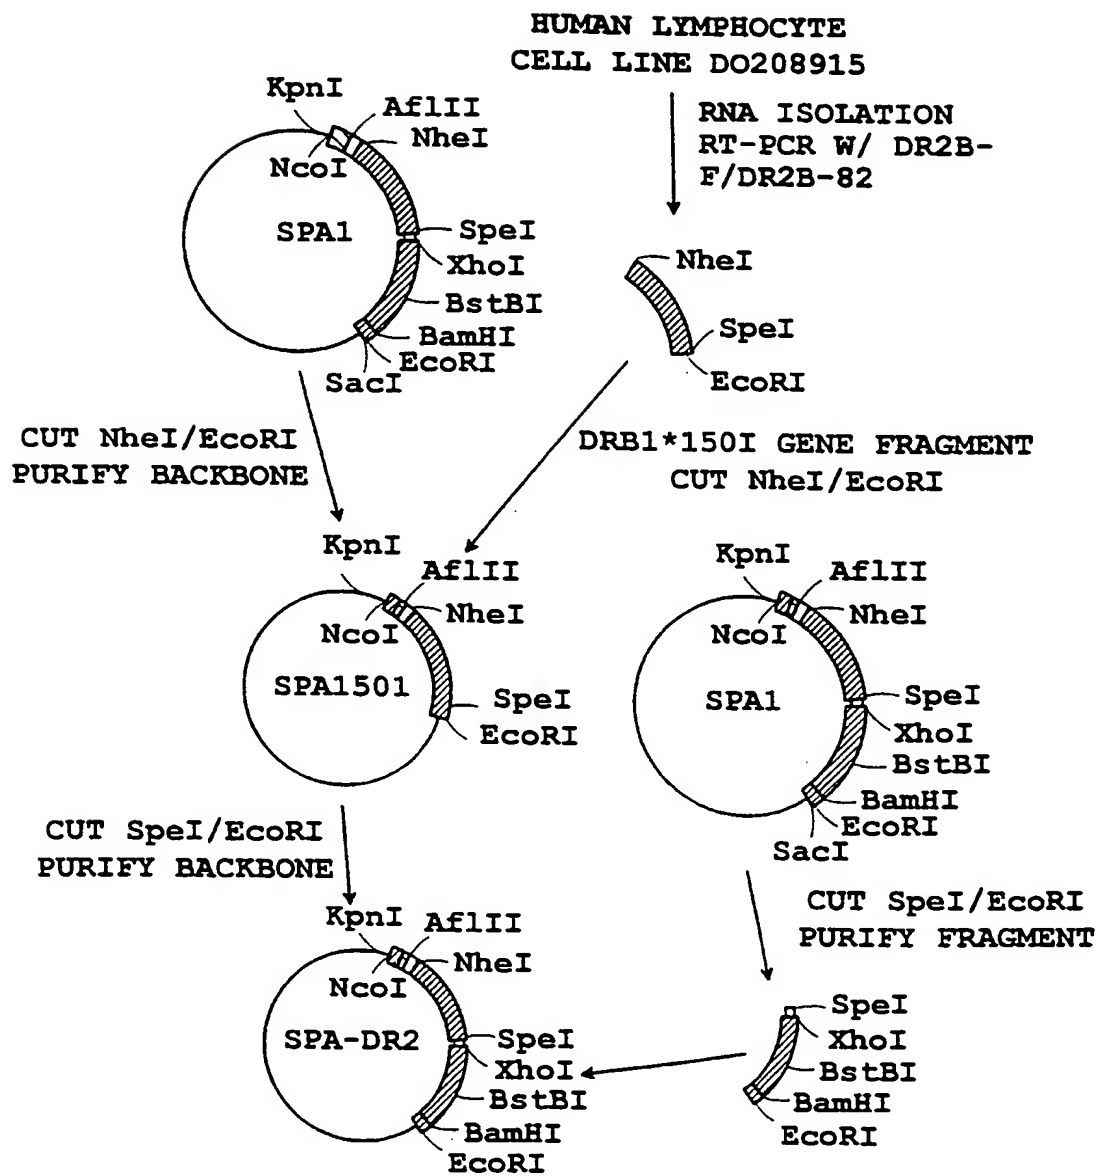 HUMAN LYMPHOCYTE
CELL LINE DO208915
RNA ISOLATION
RT-PCR W/ DR2B-
F/DR2B-82
KpnI
AflII
NheI
NcoI
SPA1
SpeI
XhoI
BstBI
BamHI
EcoRI
SacI
NheI
SpeI
EcoRI
CUT NheI/EcoRI
PURIFY BACKBONE
DRB1*150I GENE FRAGMENT
CUT NheI/EcoRI
KpnI
AflII
NheI
NcoI
SPA1501
SpeI
EcoRI
KpnI
AflII
NheI
NcoI
SPA1
SpeI
XhoI
BstBI
BamHI
EcoRI
SacI
CUT SpeI/EcoRI
PURIFY BACKBONE
CUT SpeI/EcoRI
PURIFY FRAGMENT
KpnI
AflII
NheI
NcoI
SPA-DR2
SpeI
XhoI
BstBI
BamHI
EcoRI
SpeI
XhoI
BstBI
BamHI
EcoRI